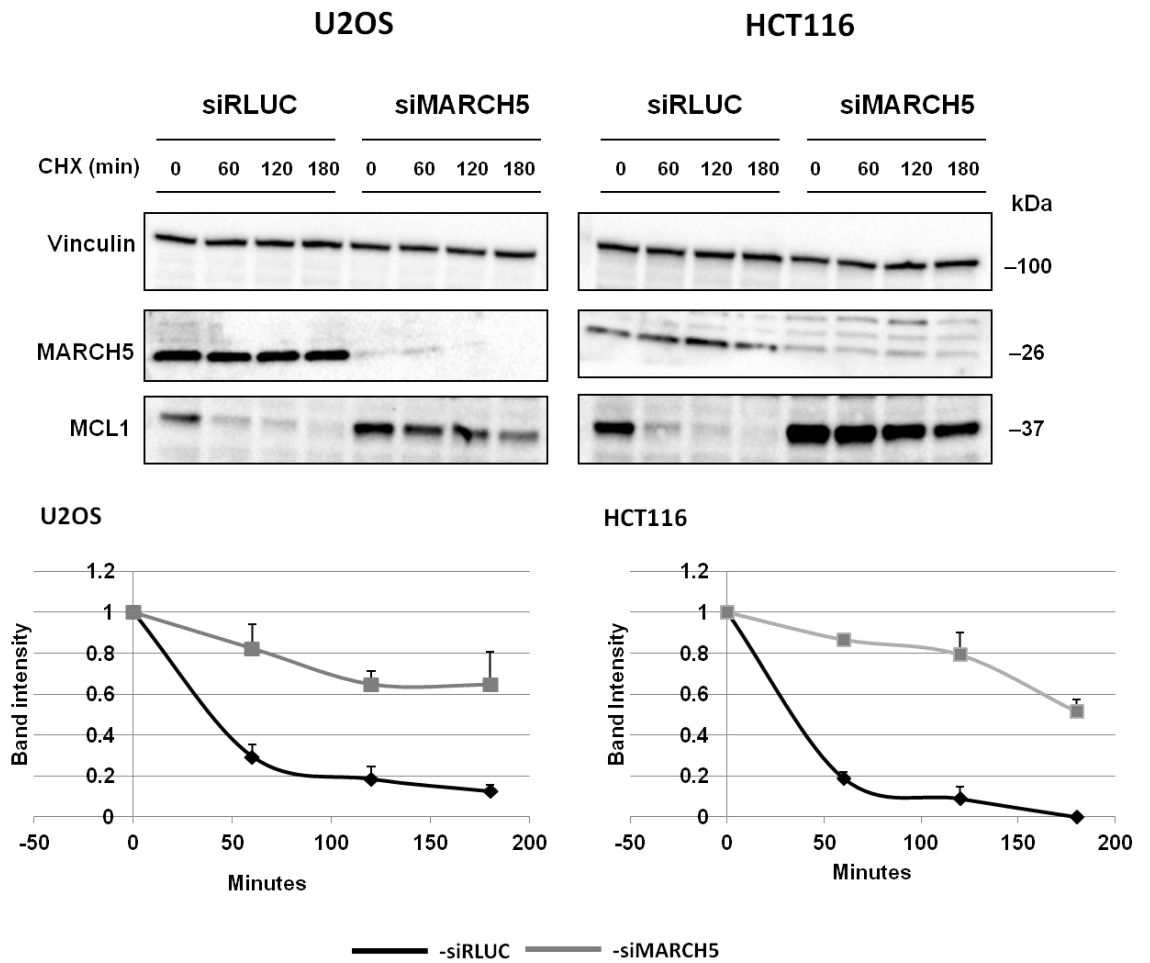 U2OS HCT116
siRLUC siMARCH5 siRLUC siMARCH5
CHX (min) 0 60 120 180 0 60 120 180 0 60 120 180 0 60 120 180
kDa
Vinculin –100
MARCH5 –26
MCL1 –37
U2OS HCT116
1.2 1.2
1 1
0.8 0.8
0.6 0.6
0.4 0.4
0.2 0.2
0 0
Band intensity Band Intensity
-50 0 50 100 150 200 -50 0 50 100 150 200
Minutes Minutes
-siRLUC -siMARCH5